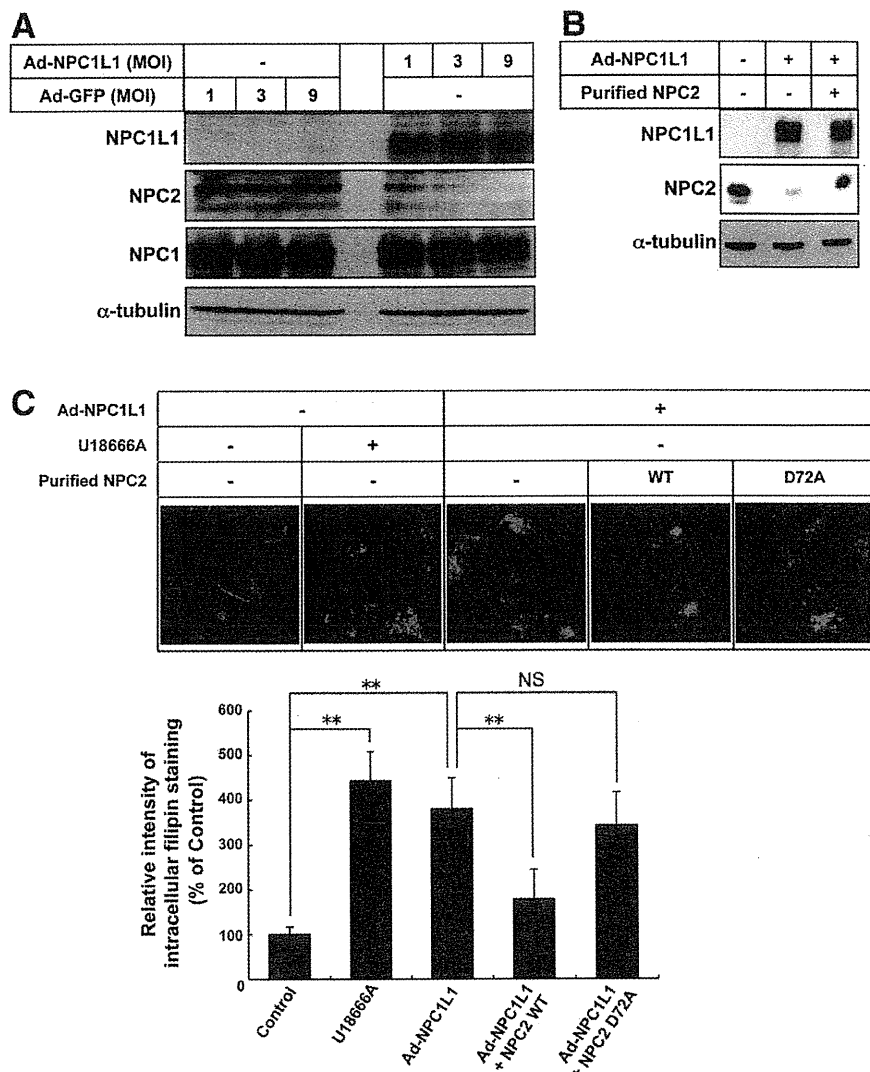 A
Ad-NPC1L1 (MOI) - 1 3 9
Ad-GFP (MOI) 1 3 9 -
NPC1L1
NPC2
NPC1
α-tubulin
B
Ad-NPC1L1 - + +
Purified NPC2 - - +
NPC1L1
NPC2
α-tubulin
C
Ad-NPC1L1 - +
U18666A - + -
Purified NPC2 - - - WT D72A
Relative intensity of
intracellular filipin staining
(% of Control)
600
500
400
300
200
100
0
** ** ** NS
Control
U18666A
Ad-NPC1L1
Ad-NPC1L1
+ NPC2 WT
Ad-NPC1L1
+ NPC2 D72A